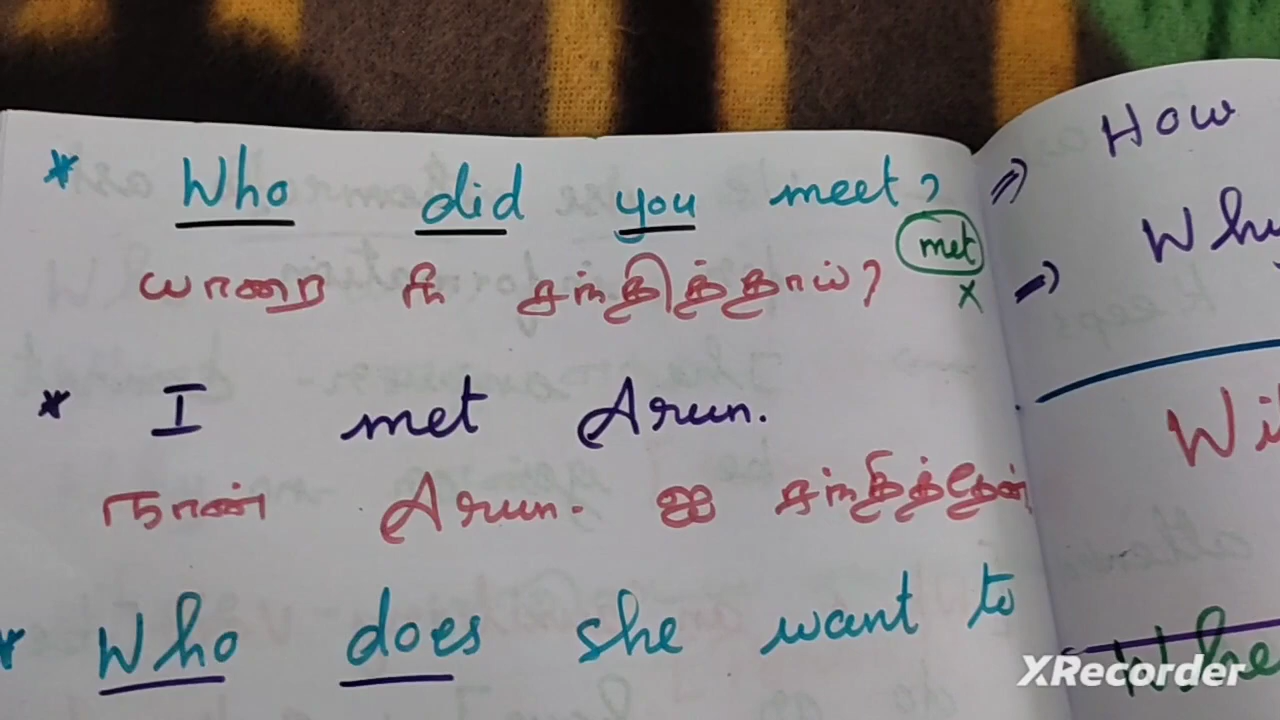 * Who did you meet?
met
x
யாரை நீ சந்தித்தாய்?
* I met Arun.
நான் Arun. ஐ சந்தித்தேன்
* Who does she want to
=> How
=> Why
Wi
Whe
XRecorder